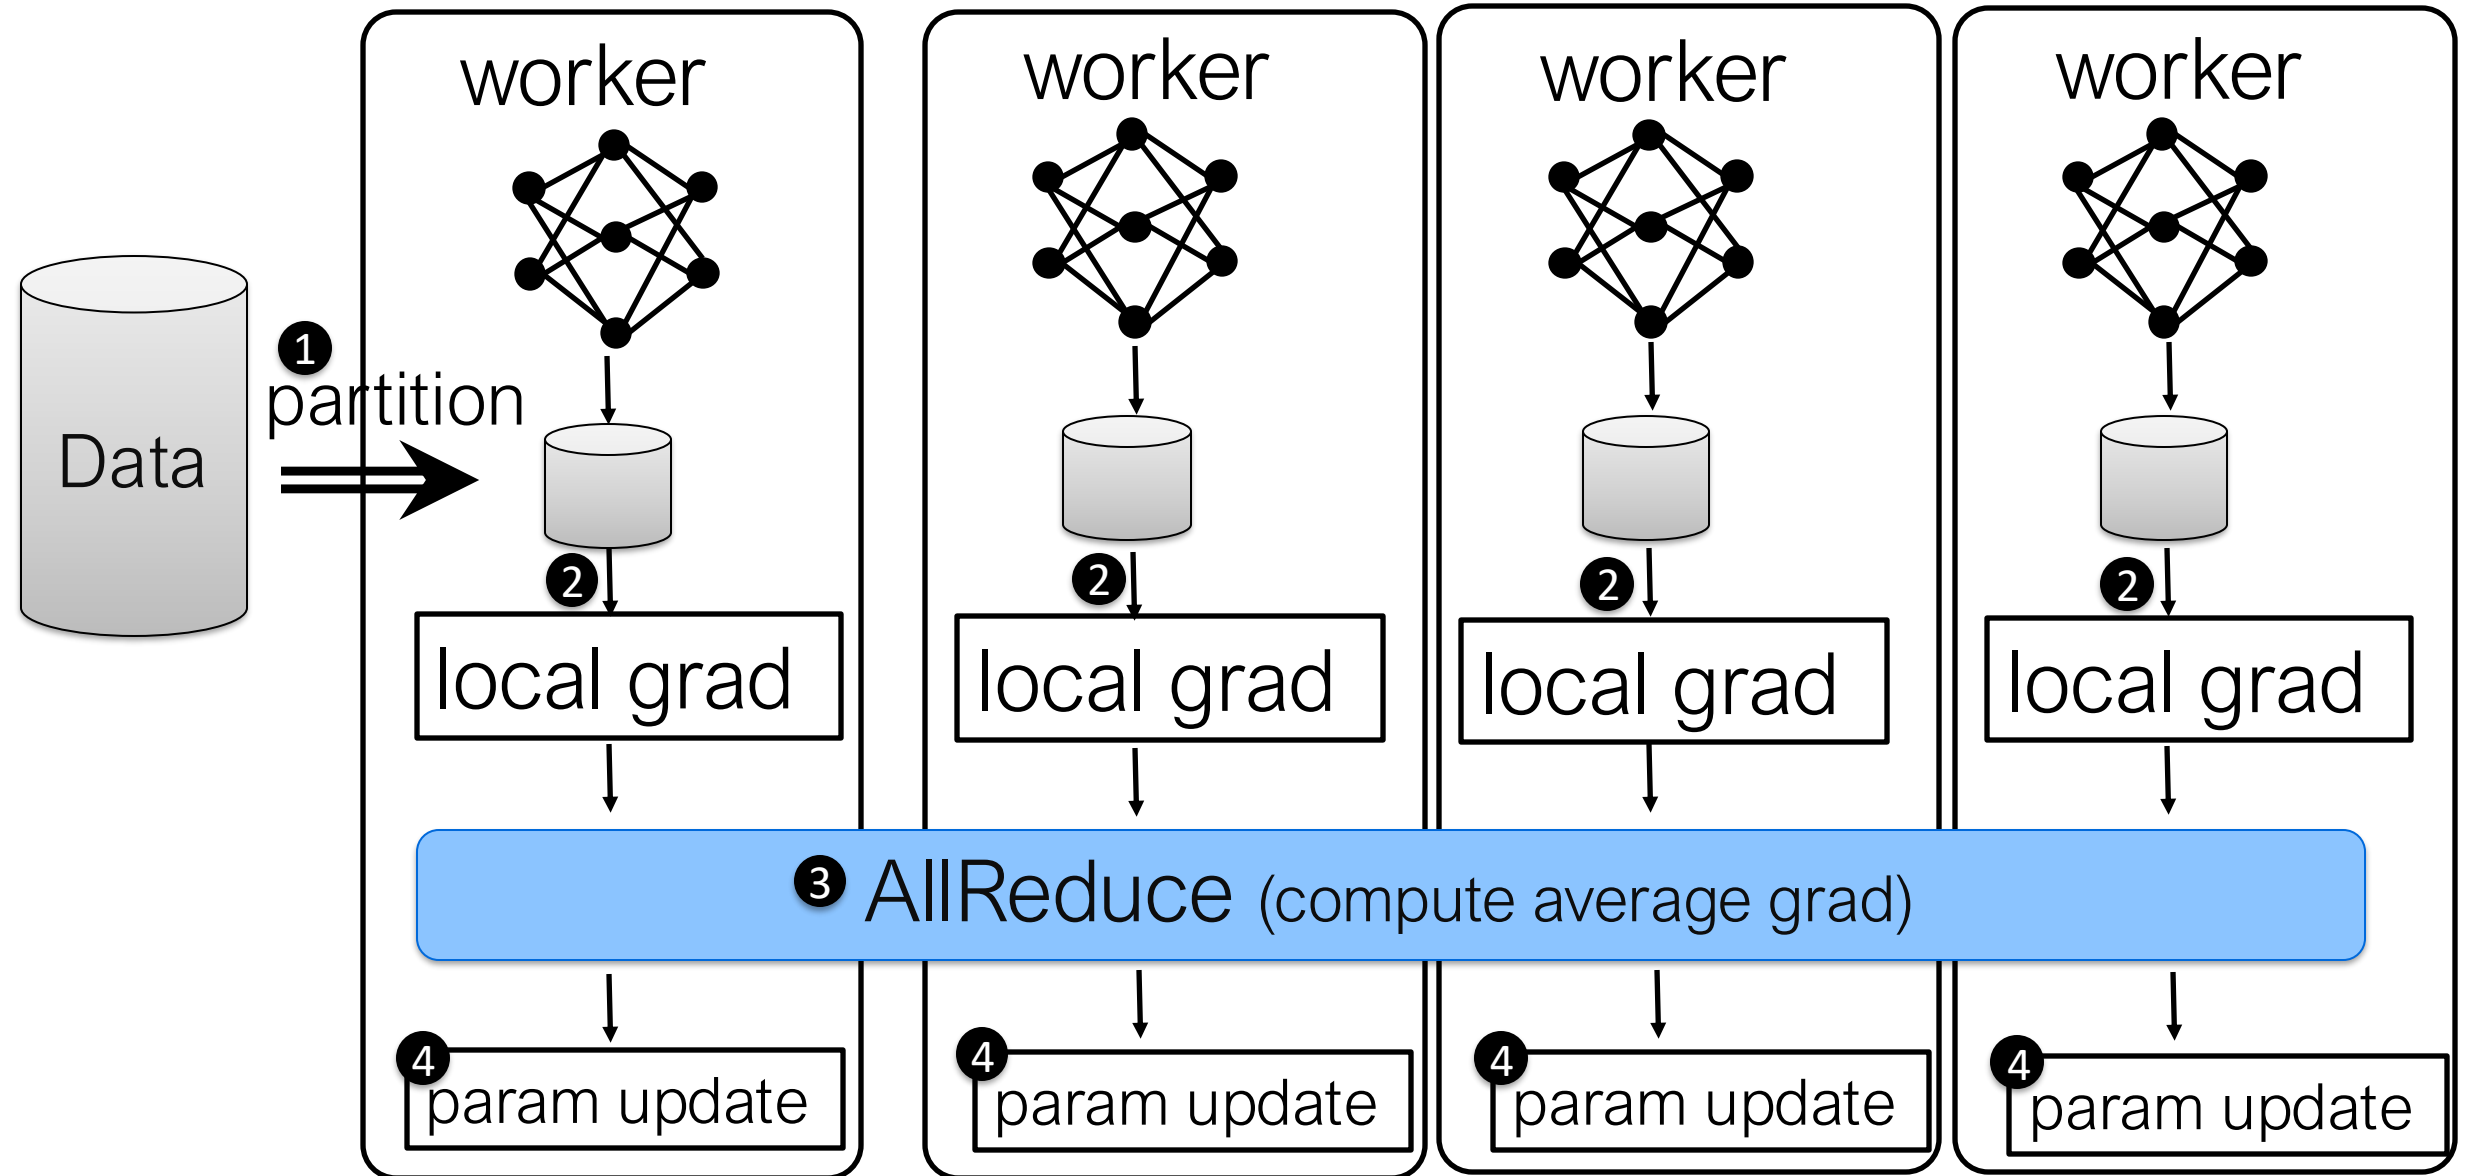 worker
worker
worker
worker
1
partition
Data
2
2
2
2
local grad
local grad
local grad
local grad
3 AllReduce (compute average grad)
4
param update
4
param update
4
param update
4
param update